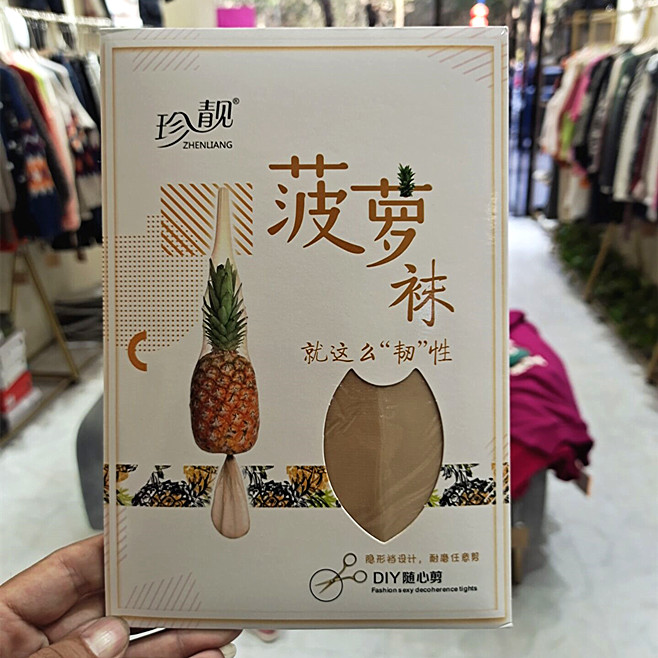 珍靓®
ZHENLIANG
菠萝
袜
就这么“韧”性
隐形裆设计，耐磨任意剪
DIY随心剪
Fashion sexy decoherence tights